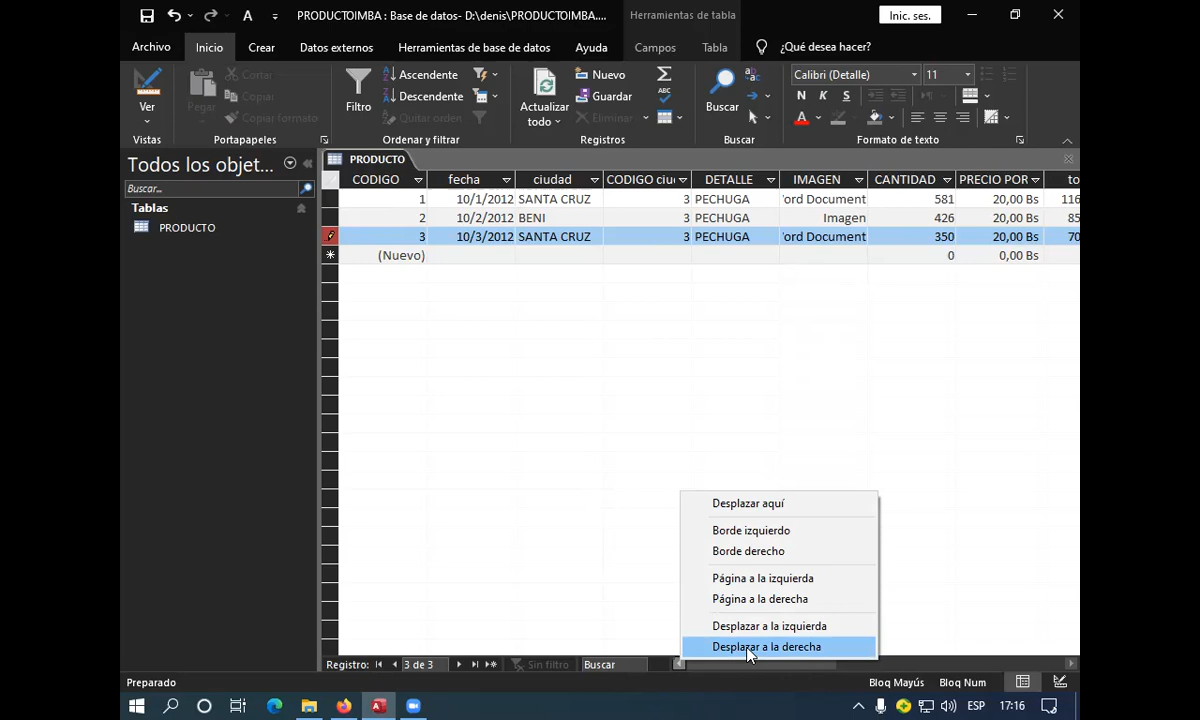 PRODUCTOIMBA : Base de datos- D:\denis\PRODUCTOIMBA....
Herramientas de tabla
Inic. ses.
Archivo Inicio Crear Datos externos Herramientas de base de datos Ayuda Campos Tabla ¿Qué desea hacer?
Ver
Vistas
Pegar
Cortar
Copiar
Copiar formato
Portapapeles
Filtro
Ascendente
Descendente
Quitar orden
Ordenar y filtrar
Actualizar todo
Nuevo
Guardar
Eliminar
Registros
Buscar
Buscar
Calibri (Detalle) 11
N K S
Formato de texto
Todos los objet...
Buscar...
Tablas
PRODUCTO
PRODUCTO
CODIGO fecha ciudad CODIGO ciu DETALLE IMAGEN CANTIDAD PRECIO POR to
1 10/1/2012 SANTA CRUZ 3 PECHUGA 'ord Document 581 20,00 Bs 116
2 10/2/2012 BENI 3 PECHUGA Imagen 426 20,00 Bs 85
3 10/3/2012 SANTA CRUZ 3 PECHUGA 'ord Document 350 20,00 Bs 70
(Nuevo) 0 0,00 Bs
Desplazar aquí
Borde izquierdo
Borde derecho
Página a la izquierda
Página a la derecha
Desplazar a la izquierda
Desplazar a la derecha
Registro: 3 de 3 Sin filtro Buscar
Preparado Bloq Mayús Bloq Num
ESP 17:16